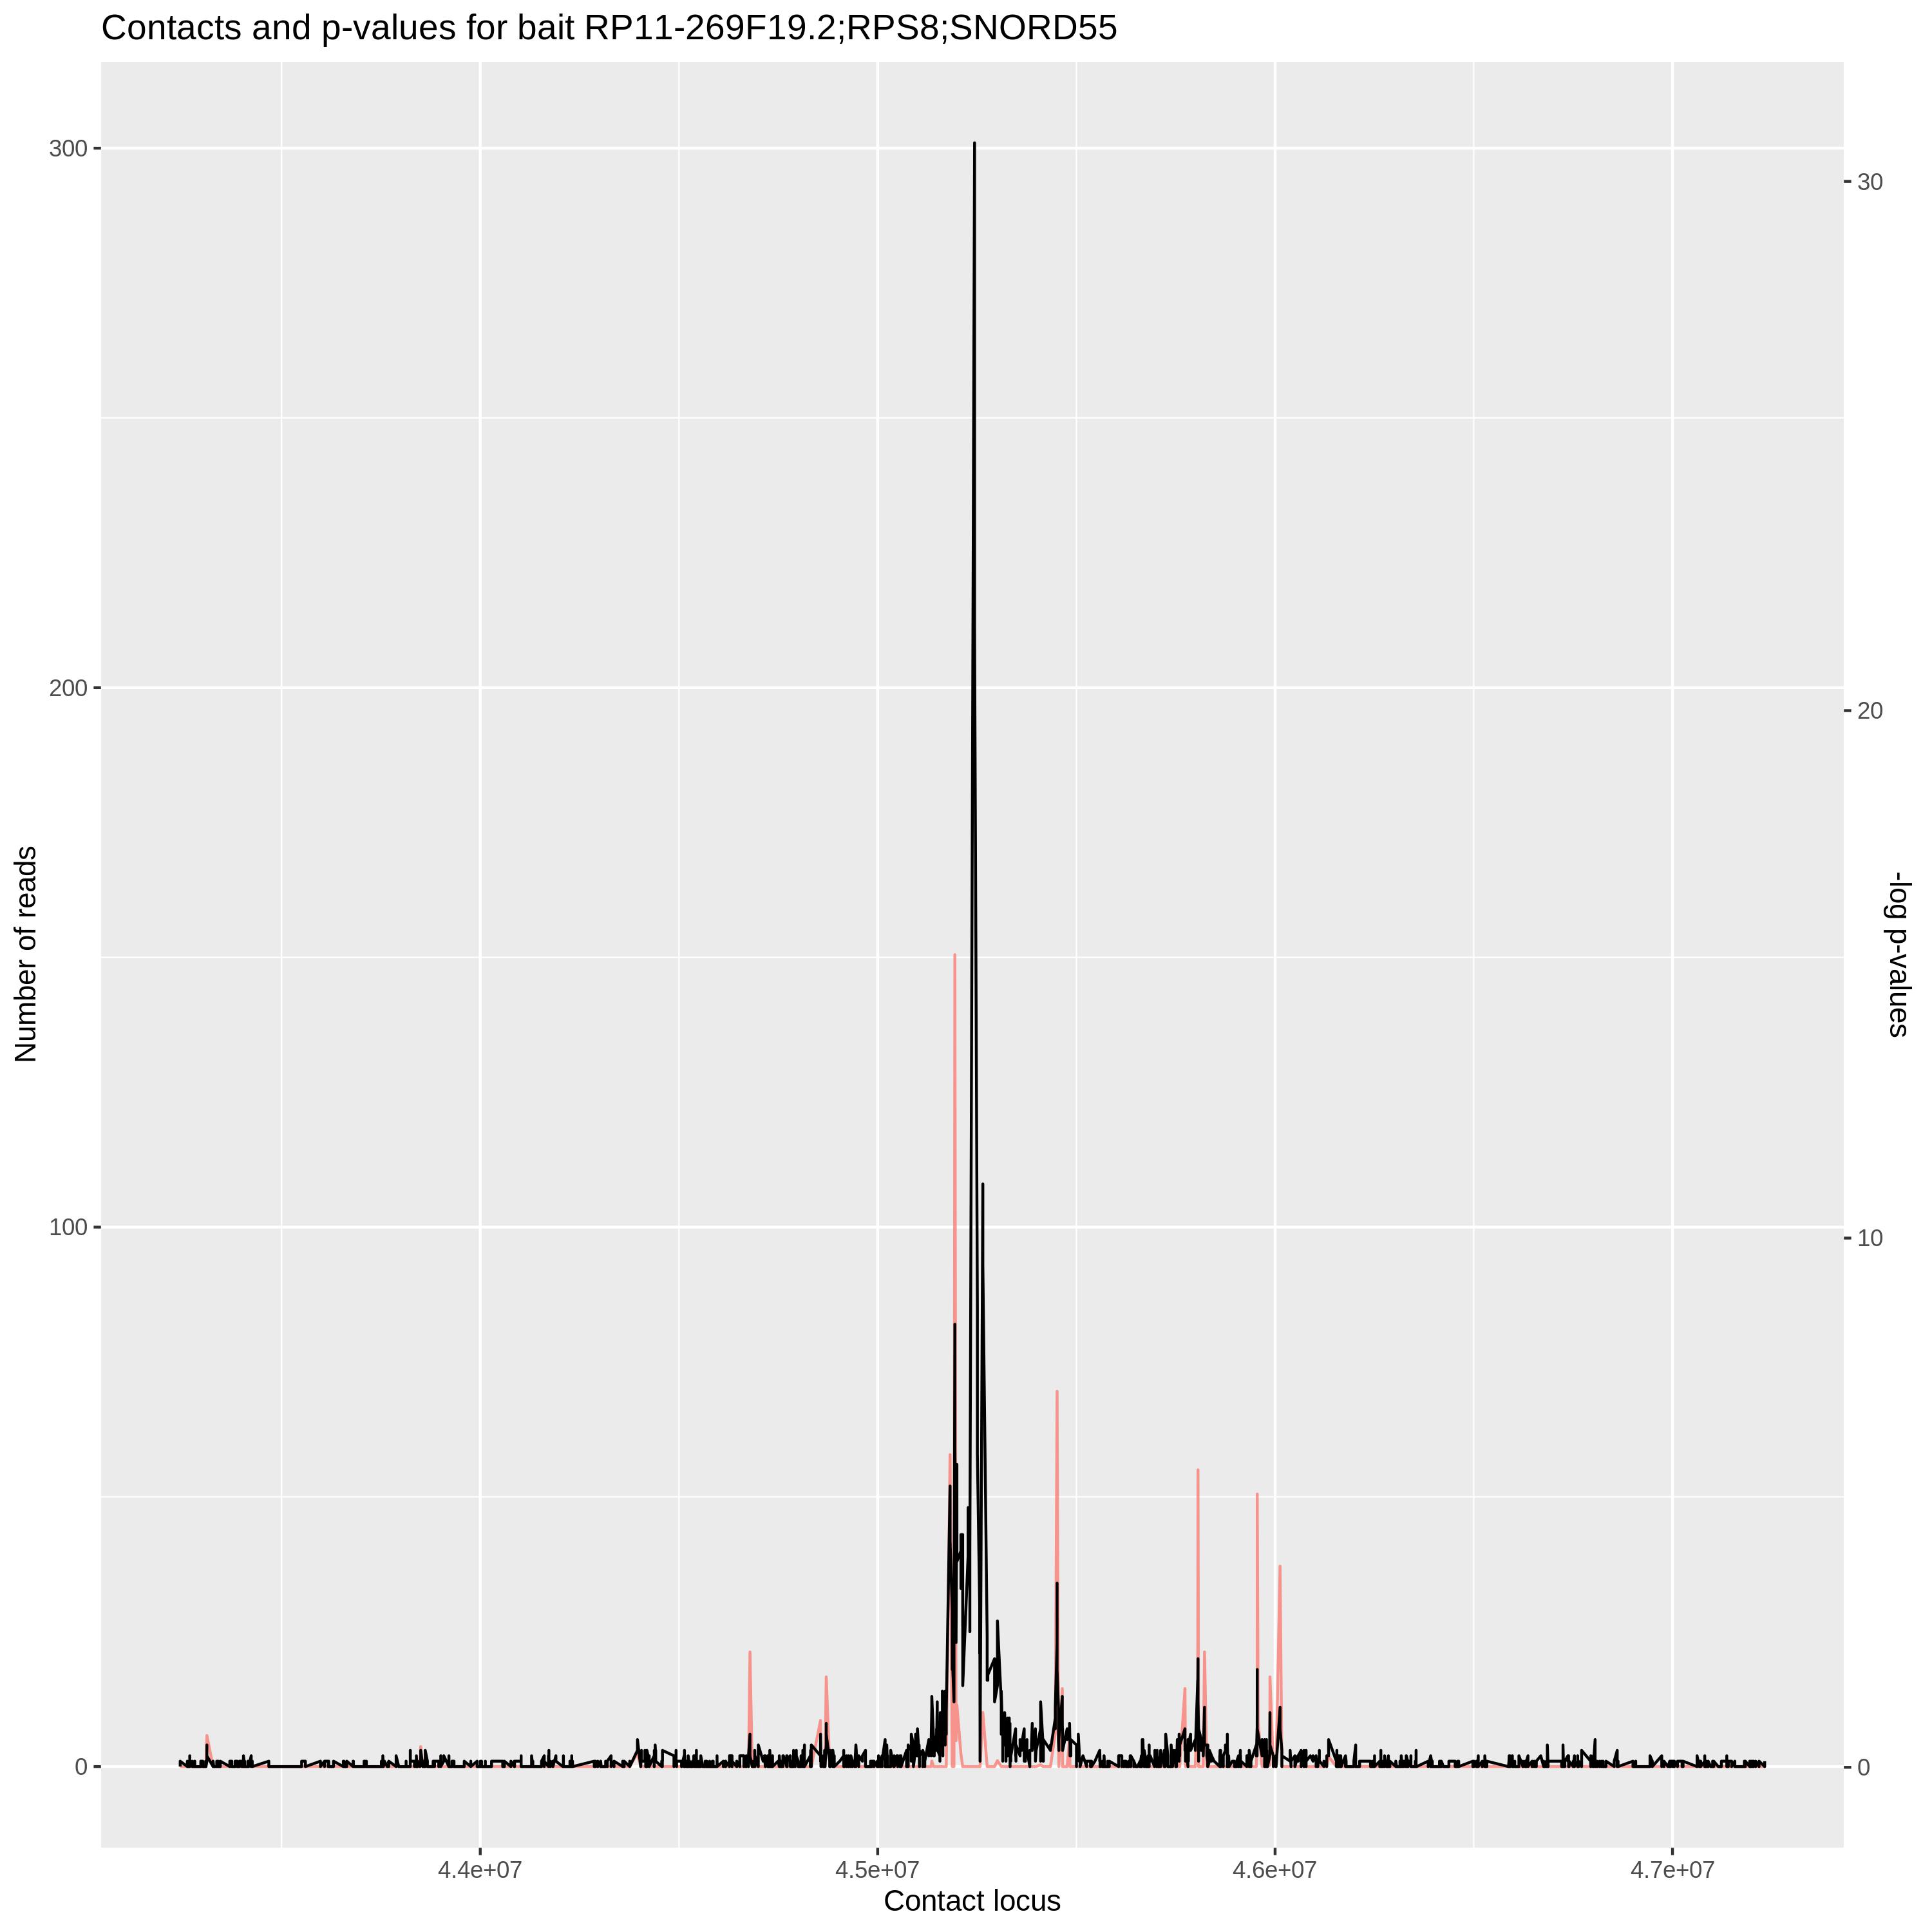 Contacts and p-values for bait RP11-269F19.2;RPS8;SNORD55
Number of reads
300
200
100
0
30
20
10
0
-log p-values
4.4e+07
4.5e+07
4.6e+07
4.7e+07
Contact locus